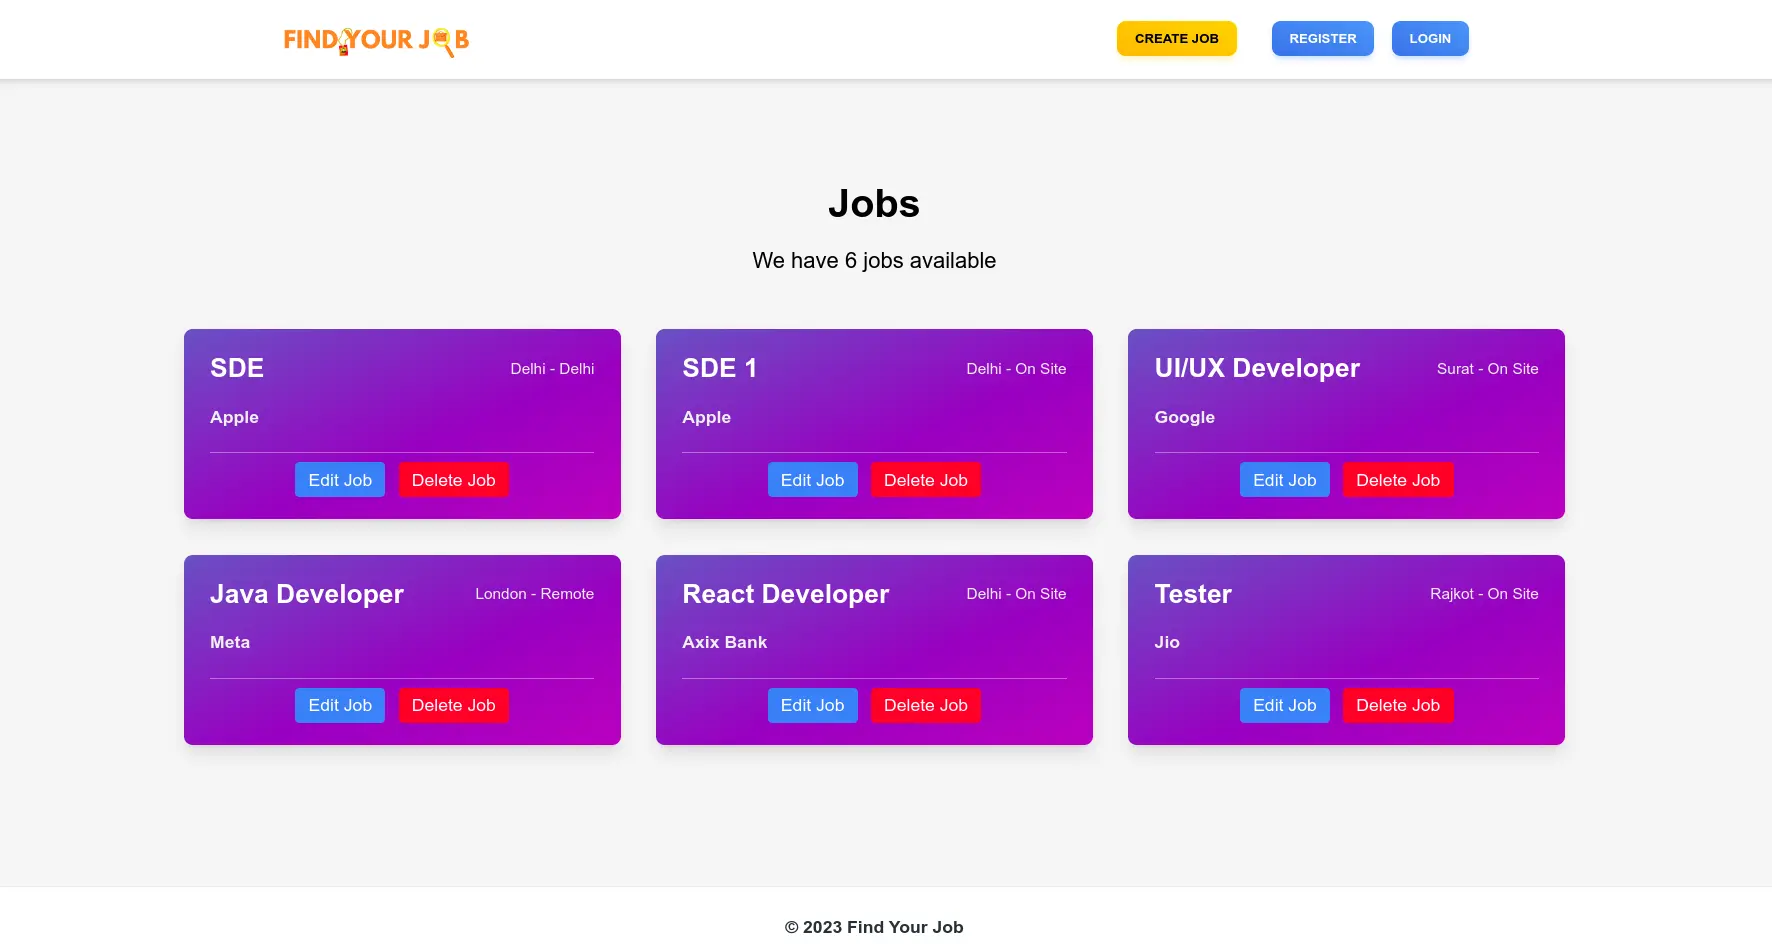 FIND YOUR JOB
CREATE JOB
REGISTER
LOGIN
Jobs
We have 6 jobs available
SDE
Delhi - Delhi
Apple
Edit Job
Delete Job
SDE 1
Delhi - On Site
Apple
Edit Job
Delete Job
UI/UX Developer
Surat - On Site
Google
Edit Job
Delete Job
Java Developer
London - Remote
Meta
Edit Job
Delete Job
React Developer
Delhi - On Site
Axix Bank
Edit Job
Delete Job
Tester
Rajkot - On Site
Jio
Edit Job
Delete Job
© 2023 Find Your Job